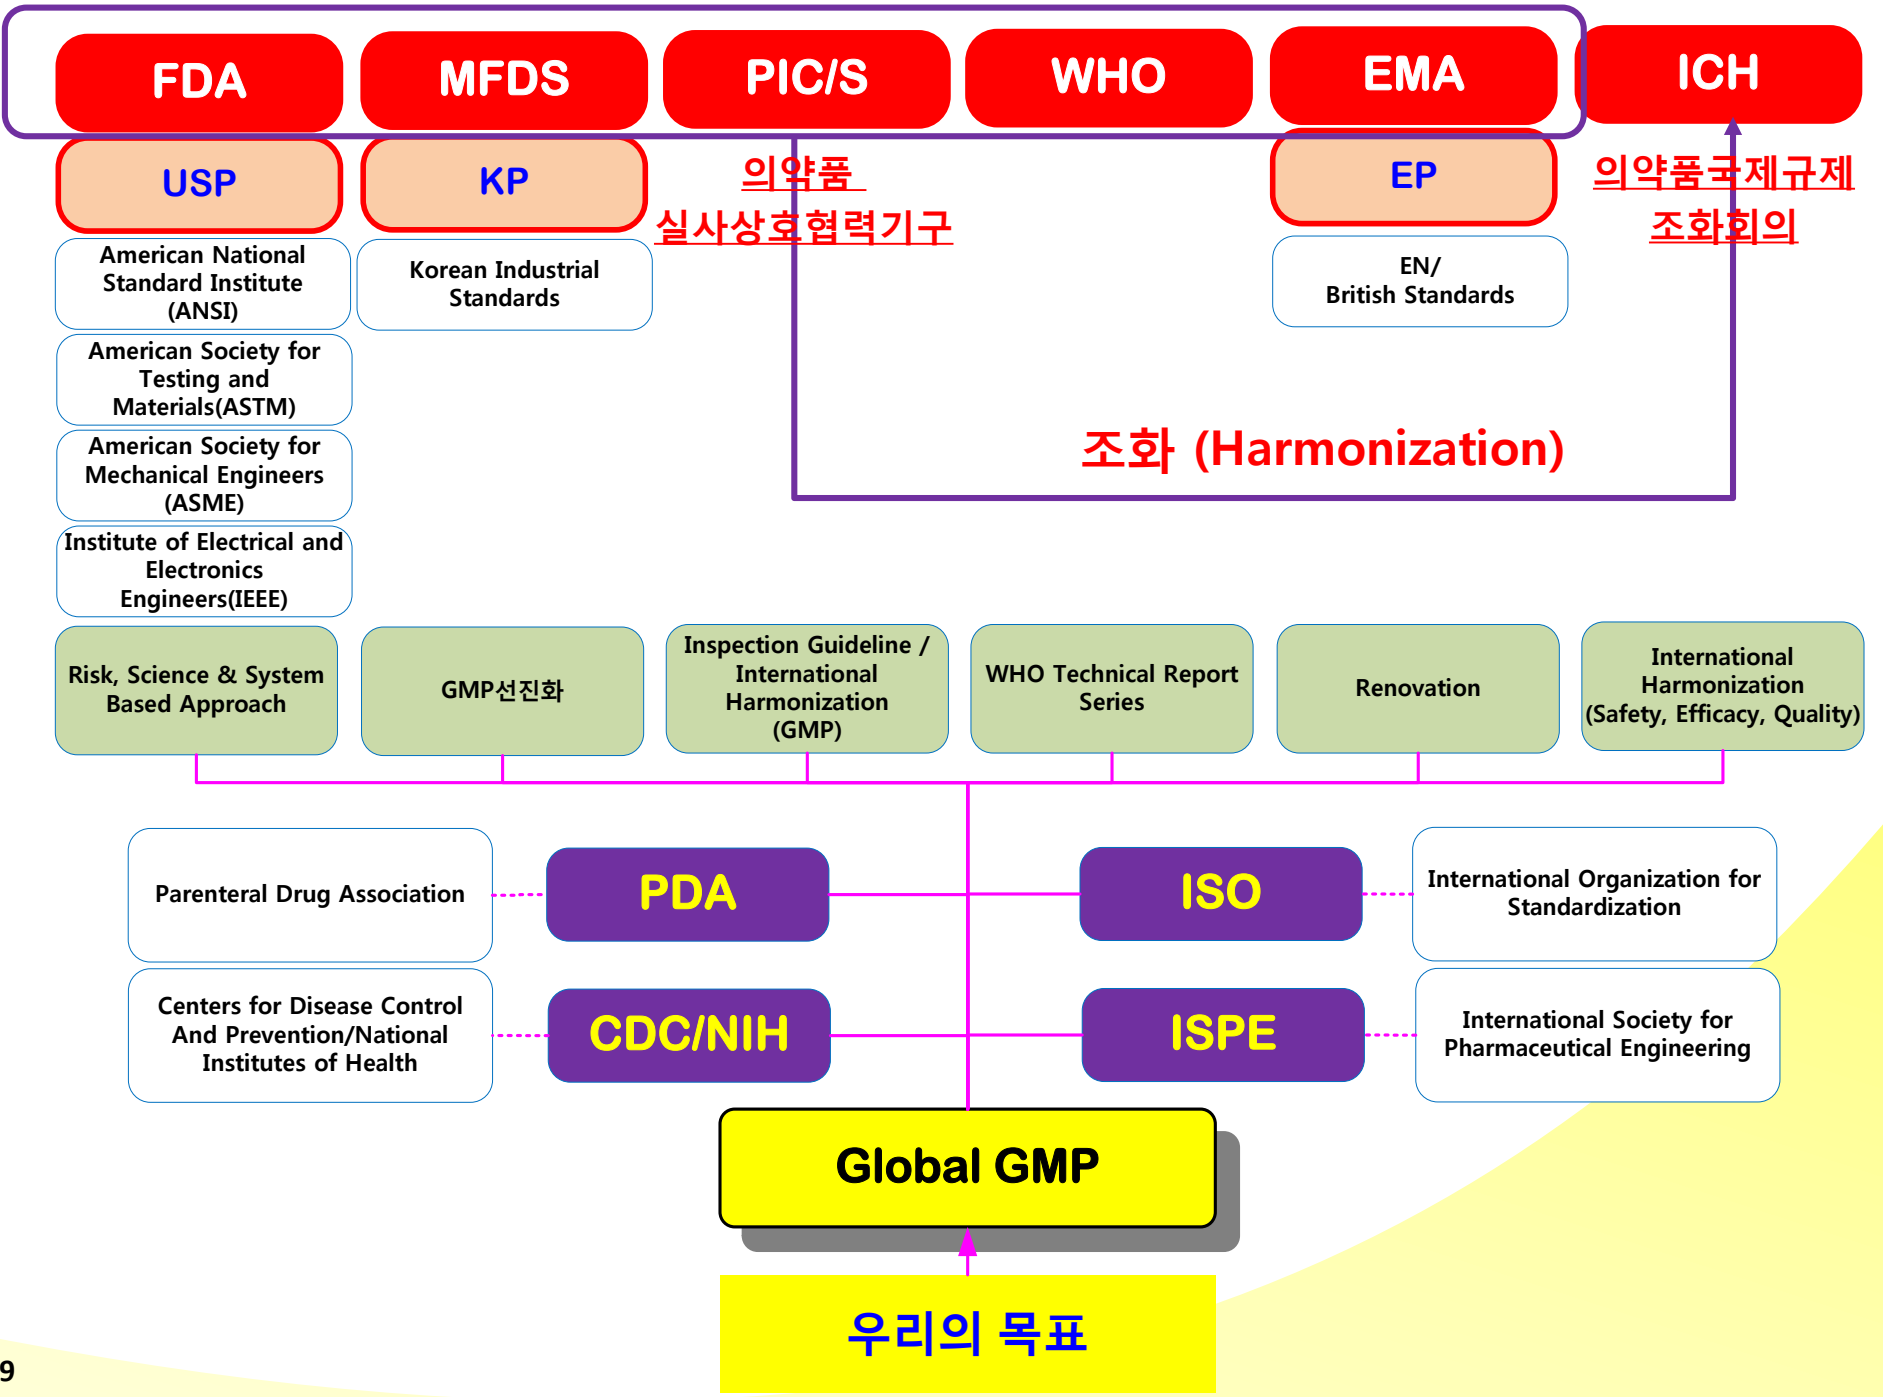 FDA
MFDS
PIC/S
WHO
EMA
ICH
USP
KP
의약품
실사상호협력기구
EP
의약품국제규제
조화회의
American National
Standard Institute
(ANSI)
Korean Industrial
Standards
EN/
British Standards
American Society for
Testing and
Materials(ASTM)
American Society for
Mechanical Engineers
(ASME)
조화 (Harmonization)
Institute of Electrical and
Electronics
Engineers(IEEE)
Risk, Science & System
Based Approach
GMP선진화
Inspection Guideline /
International
Harmonization
(GMP)
WHO Technical Report
Series
Renovation
International
Harmonization
(Safety, Efficacy, Quality)
Parenteral Drug Association
PDA
ISO
International Organization for
Standardization
Centers for Disease Control
And Prevention/National
Institutes of Health
CDC/NIH
ISPE
International Society for
Pharmaceutical Engineering
Global GMP
우리의 목표
9